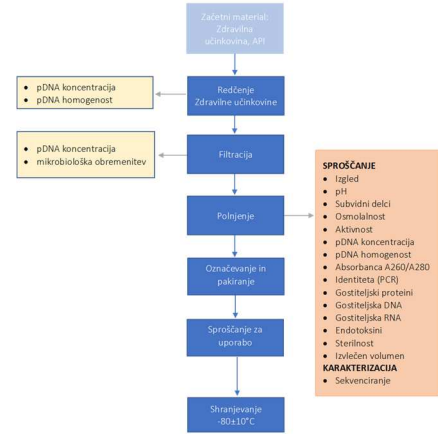 Začetni material:
Zdravilna
učinkovina, API
• pDNA koncentracija
• pDNA homogenost
Redčenje
Zdravilne učinkovine
• pDNA koncentracija
• mikrobiološka obremenitev
Filtracija
Polnjenje
Označevanje in
pakiranje
Sproščanje za
uporabo
Shranjevanje
-80±10°C
SPROŠČANJE
• Izgled
• pH
• Subvidni delci
• Osmolalnost
• Aktivnost
• pDNA koncentracija
• pDNA homogenost
• Absorbanca A260/A280
• Identiteta (PCR)
• Gostiteljski proteini
• Gostiteljska DNA
• Gostiteljska RNA
• Endotoksini
• Sterilnost
• Izvlečen volumen
KARAKTERIZACIJA
• Sekvenciranje